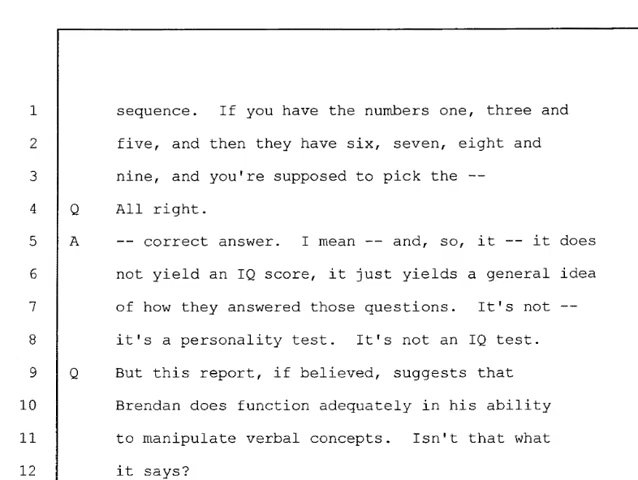 1 sequence. If you have the numbers one, three and
2 five, and then they have six, seven, eight and
3 nine, and you're supposed to pick the --
4 Q All right.
5 A -- correct answer. I mean -- and, so, it -- it does
6 not yield an IQ score, it just yields a general idea
7 of how they answered those questions. It's not --
8 it's a personality test. It's not an IQ test.
9 Q But this report, if believed, suggests that
10 Brendan does function adequately in his ability
11 to manipulate verbal concepts. Isn't that what
12 it says?